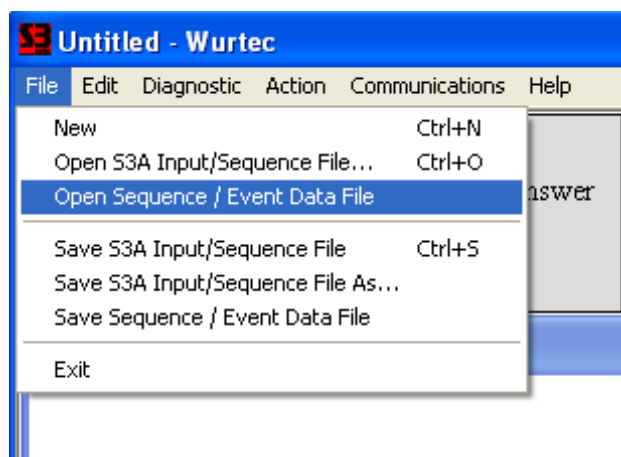 S3 Untitled - Wurtec
File Edit Diagnostic Action Communications Help
New Ctrl+N
Open S3A Input/Sequence File... Ctrl+O
Open Sequence / Event Data File
Save S3A Input/Sequence File Ctrl+S
Save S3A Input/Sequence File As...
Save Sequence / Event Data File
Exit